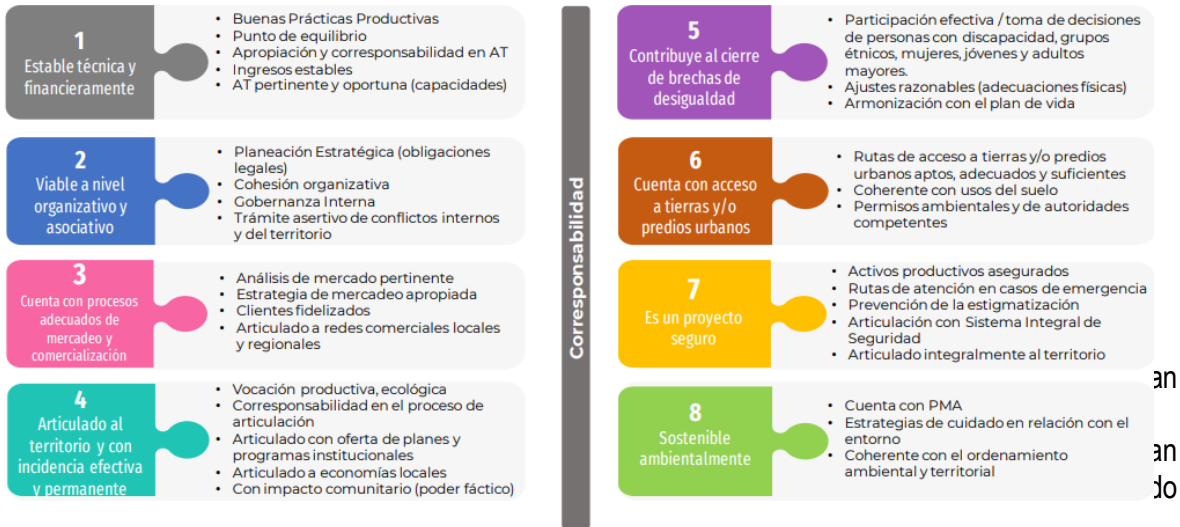 1
Estable técnica y
financieramente
• Buenas Prácticas Productivas
• Punto de equilibrio
• Apropiación y corresponsabilidad en AT
• Ingresos estables
• AT pertinente y oportuna (capacidades)
2
Viable a nivel
organizativo y
asociativo
• Planeación Estratégica (obligaciones
legales)
• Cohesión organizativa
• Gobernanza Interna
• Trámite asertivo de conflictos internos
y del territorio
3
Cuenta con procesos
adecuados de
mercadeo y
comercialización
• Análisis de mercado pertinente
• Estrategia de mercadeo apropiada
• Clientes fidelizados
• Articulado a redes comerciales locales
y regionales
4
Articulado al
territorio y con
incidencia efectiva
y permanente
• Vocación productiva, ecológica
• Corresponsabilidad en el proceso de
articulación
• Articulado con oferta de planes y
programas institucionales
• Articulado a economías locales
• Con impacto comunitario (poder fáctico)
Corresponsabilidad
5
Contribuye al cierre
de brechas de
desigualdad
• Participación efectiva / toma de decisiones
de personas con discapacidad, grupos
étnicos, mujeres, jóvenes y adultos
mayores.
• Ajustes razonables (adecuaciones físicas)
• Armonización con el plan de vida
6
Cuenta con acceso
a tierras y/o
predios urbanos
• Rutas de acceso a tierras y/o predios
urbanos aptos, adecuados y suficientes
• Coherente con usos del suelo
• Permisos ambientales y de autoridades
competentes
7
Es un proyecto
seguro
• Activos productivos asegurados
• Rutas de atención en casos de emergencia
• Prevención de la estigmatización
• Articulación con Sistema Integral de
Seguridad
• Articulado integralmente al territorio
8
Sostenible
ambientalmente
• Cuenta con PMA
• Estrategias de cuidado en relación con el
entorno
• Coherente con el ordenamiento
ambiental y territorial
an
an
do